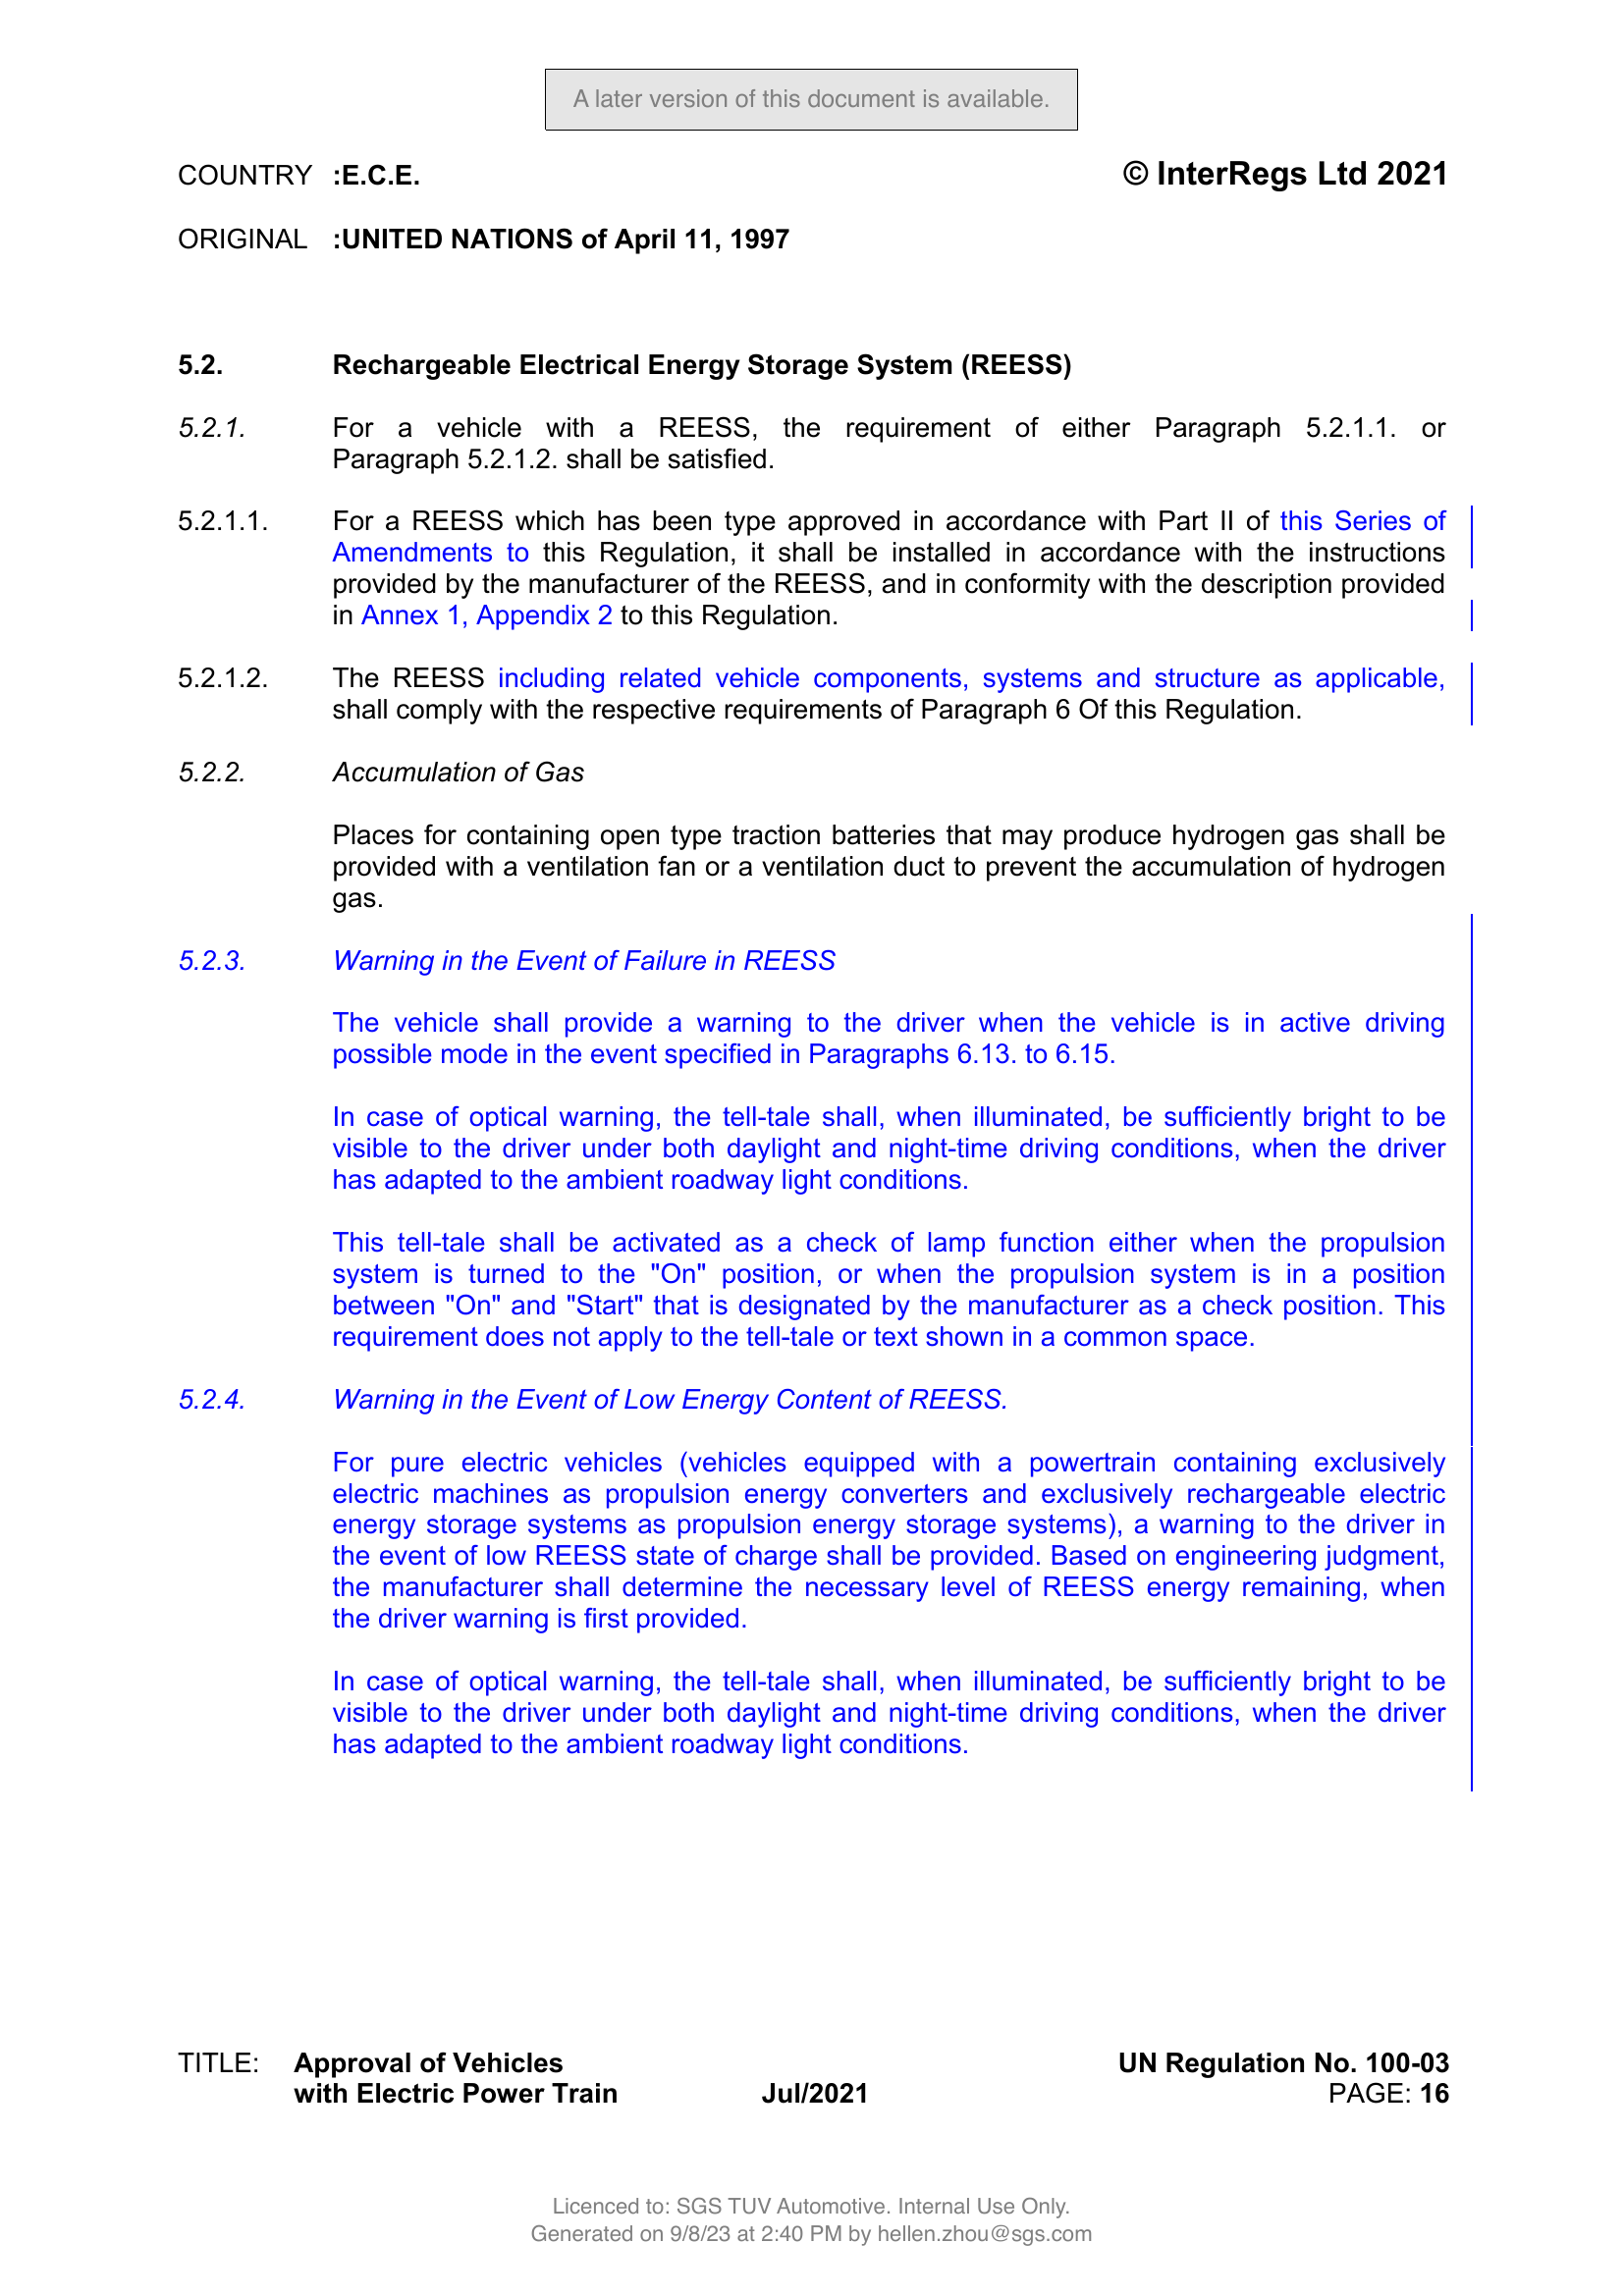 A later version of this document is available.
COUNTRY :E.C.E. © InterRegs Ltd 2021
ORIGINAL :UNITED NATIONS of April 11, 1997
5.2. Rechargeable Electrical Energy Storage System (REESS)
5.2.1. For a vehicle with a REESS, the requirement of either Paragraph 5.2.1.1. or
Paragraph 5.2.1.2. shall be satisfied.
5.2.1.1. For a REESS which has been type approved in accordance with Part II of this Series of
Amendments to this Regulation, it shall be installed in accordance with the instructions
provided by the manufacturer of the REESS, and in conformity with the description provided
in Annex 1, Appendix 2 to this Regulation.
5.2.1.2. The REESS including related vehicle components, systems and structure as applicable,
shall comply with the respective requirements of Paragraph 6 Of this Regulation.
5.2.2. Accumulation of Gas
Places for containing open type traction batteries that may produce hydrogen gas shall be
provided with a ventilation fan or a ventilation duct to prevent the accumulation of hydrogen
gas.
5.2.3. Warning in the Event of Failure in REESS
The vehicle shall provide a warning to the driver when the vehicle is in active driving
possible mode in the event specified in Paragraphs 6.13. to 6.15.
In case of optical warning, the tell-tale shall, when illuminated, be sufficiently bright to be
visible to the driver under both daylight and night-time driving conditions, when the driver
has adapted to the ambient roadway light conditions.
This tell-tale shall be activated as a check of lamp function either when the propulsion
system is turned to the "On" position, or when the propulsion system is in a position
between "On" and "Start" that is designated by the manufacturer as a check position. This
requirement does not apply to the tell-tale or text shown in a common space.
5.2.4. Warning in the Event of Low Energy Content of REESS.
For pure electric vehicles (vehicles equipped with a powertrain containing exclusively
electric machines as propulsion energy converters and exclusively rechargeable electric
energy storage systems as propulsion energy storage systems), a warning to the driver in
the event of low REESS state of charge shall be provided. Based on engineering judgment,
the manufacturer shall determine the necessary level of REESS energy remaining, when
the driver warning is first provided.
In case of optical warning, the tell-tale shall, when illuminated, be sufficiently bright to be
visible to the driver under both daylight and night-time driving conditions, when the driver
has adapted to the ambient roadway light conditions.
TITLE: Approval of Vehicles UN Regulation No. 100-03
with Electric Power Train Jul/2021 PAGE: 16
Licenced to: SGS TUV Automotive. Internal Use Only.
Generated on 9/8/23 at 2:40 PM by hellen.zhou@sgs.com